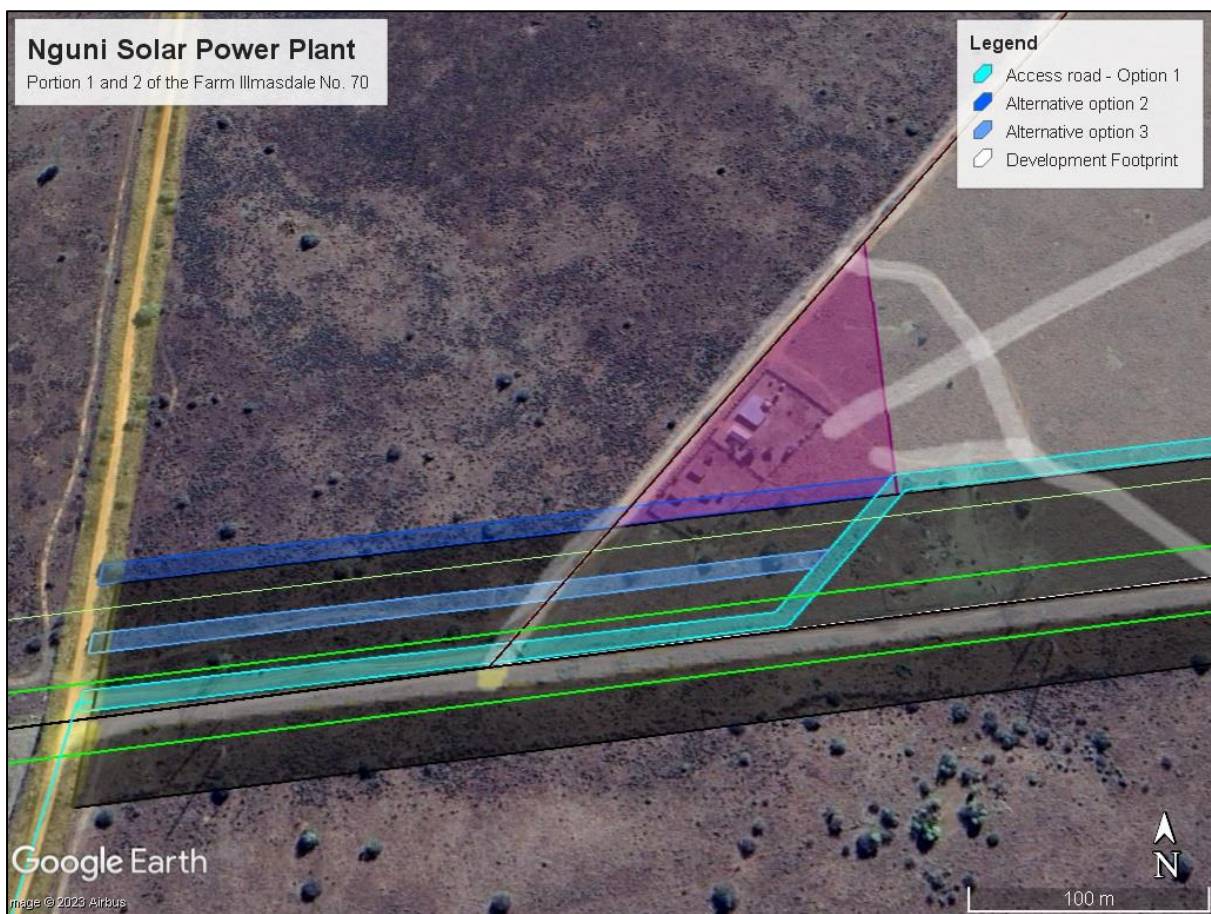 Nguni Solar Power Plant
Portion 1 and 2 of the Farm Illmasdale No. 70
Legend
Access road - Option 1
Alternative option 2
Alternative option 3
Development Footprint
Google Earth
mage © 2023 Airbus
N
100 m